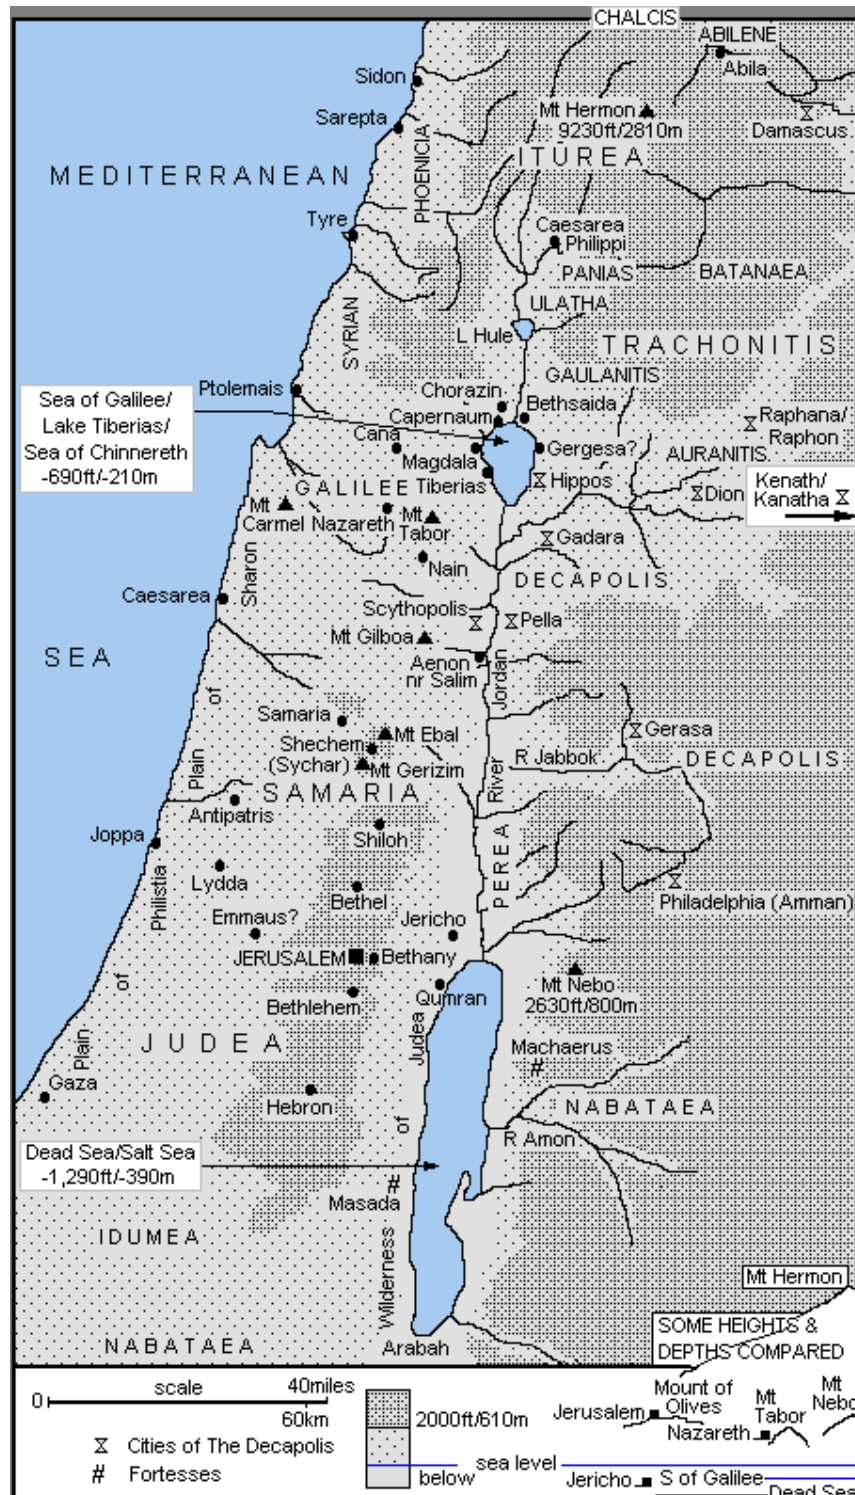 CHALCIS
ABILENE
Abila
Sidon
Mt Hermon
9230ft/2810m
Damascus
Sarepta
ITUREA
MEDITERRANEAN
PHOENICIA
Tyre
Caesarea
Philippi
PANIAS
BATANAEA
ULATHA
SYRIAN
L Hule
TRACHONITIS
GAULANITIS
Ptolemais
Chorazin
Bethsaida
Sea of Galilee/
Lake Tiberias/
Sea of Chinnereth
-690ft/-210m
Capernaum
Raphana/
Raphon
Cana
Magdala
Gergesa?
AURANITIS
GALILEE
Tiberias
Hippos
Dion
Kenath/
Kanatha
Mt
Carmel
Nazareth
Mt
Tabor
Gadara
Nain
DECAPOLIS
Sharon
Caesarea
Scythopolis
Pella
SEA
Mt Gilboa
Aenon
nr Salim
Jordan
of
Samaria
Mt Ebal
Gerasa
Shechem
(Sychar)
Mt Gerizim
R Jabbok
DECAPOLIS
Plain
River
SAMARIA
Antipatris
Joppa
Shiloh
PEREA
Lydda
Philistia
Bethel
Philadelphia (Amman)
Emmaus?
Jericho
JERUSALEM
Bethany
of
Mt Nebo
2630ft/800m
Bethlehem
Qumran
JUDEA
Judea
Plain
Machaerus
Gaza
Hebron
NABATAEA
of
R Arnon
Dead Sea/Salt Sea
-1,290ft/-390m
Masada
IDUMEA
Wilderness
Mt Hermon
NABATAEA
Arabah
SOME HEIGHTS &
DEPTHS COMPARED
0
scale
40miles
60km
Cities of The Decapolis
# Fortesses
2000ft/610m
sea level
below
Mount of
Olives
Jerusalem
Nazareth
Mt
Tabor
Mt
Nebo
Jericho
S of Galilee
Dead Sea